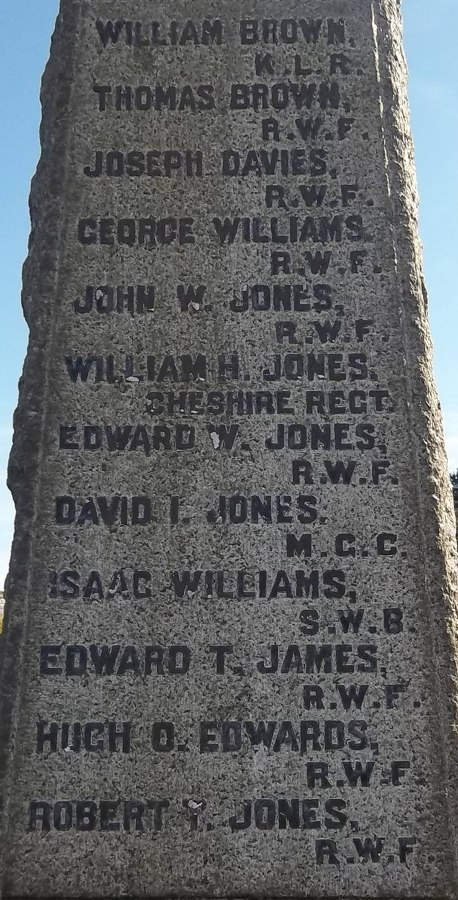 WILLIAM BROWN,
K.L.R.
THOMAS BROWN,
R.W.F.
JOSEPH DAVIES,
R.W.F.
GEORGE WILLIAMS.
R.W.F.
JOHN W. JONES,
R.W.F.
WILLIAM H. JONES.
CHESHIRE REGT.
EDWARD W. JONES,
R.W.F.
DAVID I. JONES.
M.G.C.
ISAAC WILLIAMS,
S.W.B.
EDWARD T. JAMES,
R.W.F.
HUGH O. EDWARDS,
R.W.F.
ROBERT JONES,
R.W.F.